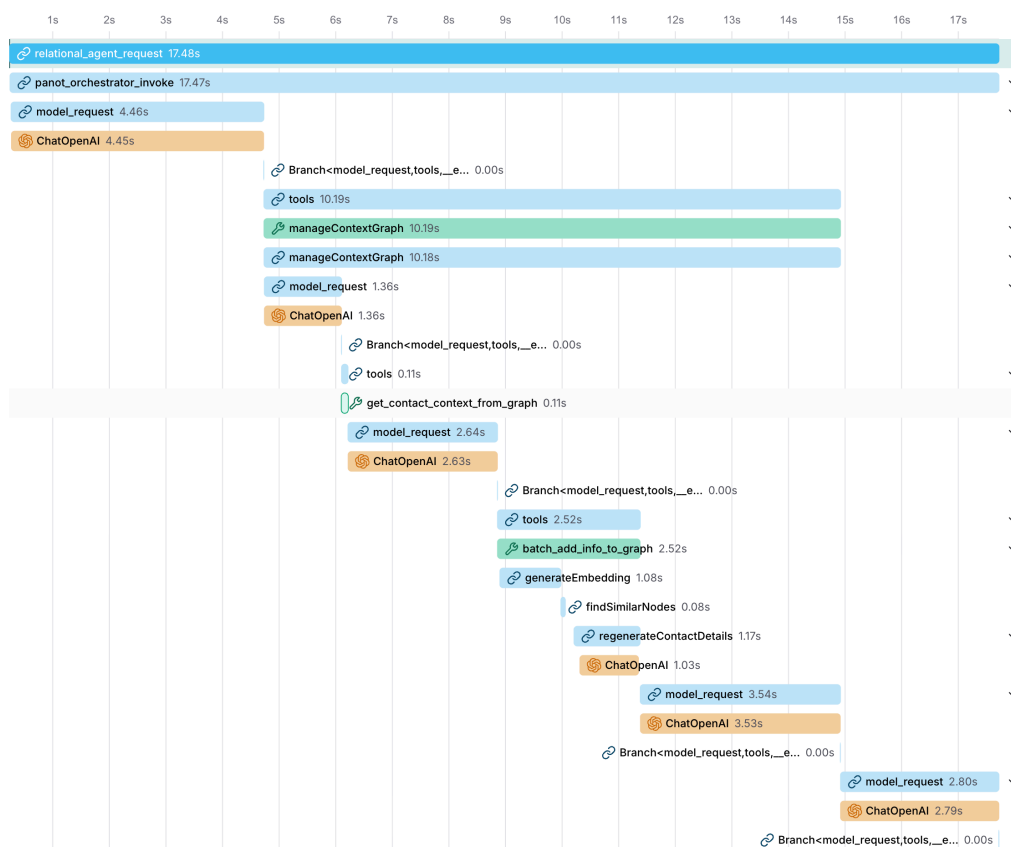 1s 2s 3s 4s 5s 6s 7s 8s 9s 10s 11s 12s 13s 14s 15s 16s 17s
relational_agent_request 17.48s
panot_orchestrator_invoke 17.47s
model_request 4.46s
ChatOpenAI 4.45s
Branch<model_request,tools,__e... 0.00s
tools 10.19s
manageContextGraph 10.19s
manageContextGraph 10.18s
model_request 1.36s
ChatOpenAI 1.36s
Branch<model_request,tools,__e... 0.00s
tools 0.11s
get_contact_context_from_graph 0.11s
model_request 2.64s
ChatOpenAI 2.63s
Branch<model_request,tools,__e... 0.00s
tools 2.52s
batch_add_info_to_graph 2.52s
generateEmbedding 1.08s
findSimilarNodes 0.08s
regenerateContactDetails 1.17s
ChatOpenAI 1.03s
model_request 3.54s
ChatOpenAI 3.53s
Branch<model_request,tools,__e... 0.00s
model_request 2.80s
ChatOpenAI 2.79s
Branch<model_request,tools,__e... 0.00s